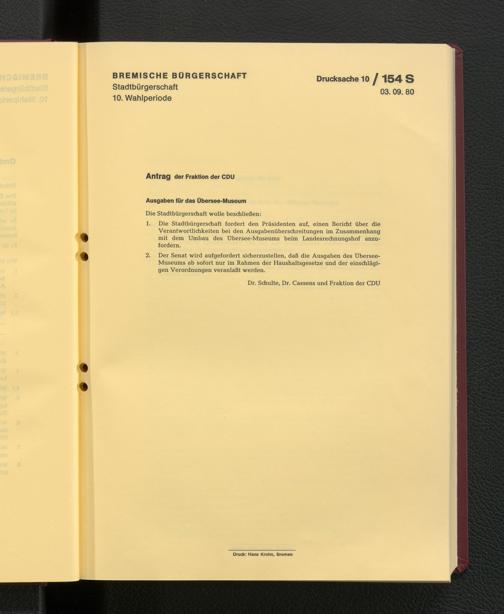 BREMISCHE BÜRGERSCHAFT
Stadtbürgerschaft
10. Wahlperiode
Drucksache 10 / 154 S
03. 09. 80
Antrag der Fraktion der CDU
Ausgaben für das Übersee-Museum
Die Stadtbürgerschaft wolle beschließen:
1. Die Stadtbürgerschaft fordert den Präsidenten auf, einen Bericht über die
Verantwortlichkeiten bei den Ausgabenüberschreitungen im Zusammenhang
mit dem Umbau des Übersee-Museums beim Landesrechnungshof anzu-
fordern.
2. Der Senat wird aufgefordert sicherzustellen, daß die Ausgaben des Übersee-
Museums ab sofort nur im Rahmen der Haushaltsgesetze und der einschlägi-
gen Verordnungen veranlaßt werden.
Dr. Schulte, Dr. Cassens und Fraktion der CDU
Druck: Hans Krohn, Bremen